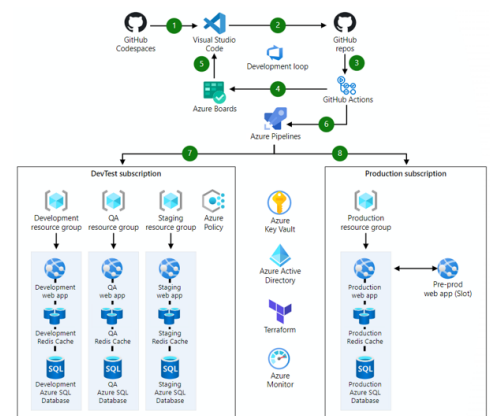 1
2
GitHub
Codespaces
Visual Studio
Code
GitHub
repos
Development loop
3
5
4
Azure Boards
GitHub Actions
6
Azure Pipelines
7
8
DevTest subscription
Production subscription
Development
resource group
QA
resource group
Staging
resource group
Azure
Policy
Azure
Key Vault
Production
resource group
Development
web app
QA
web app
Staging
web app
Azure Active
Directory
Production
web app
Pre-prod
web app (Slot)
Development
Redis Cache
QA
Redis Cache
Staging
Redis Cache
Terraform
Production
Redis Cache
SQL
SQL
SQL
SQL
Development
Azure SQL
Database
QA
Azure SQL
Database
Staging
Azure SQL
Database
Azure
Monitor
Production
Azure SQL
Database